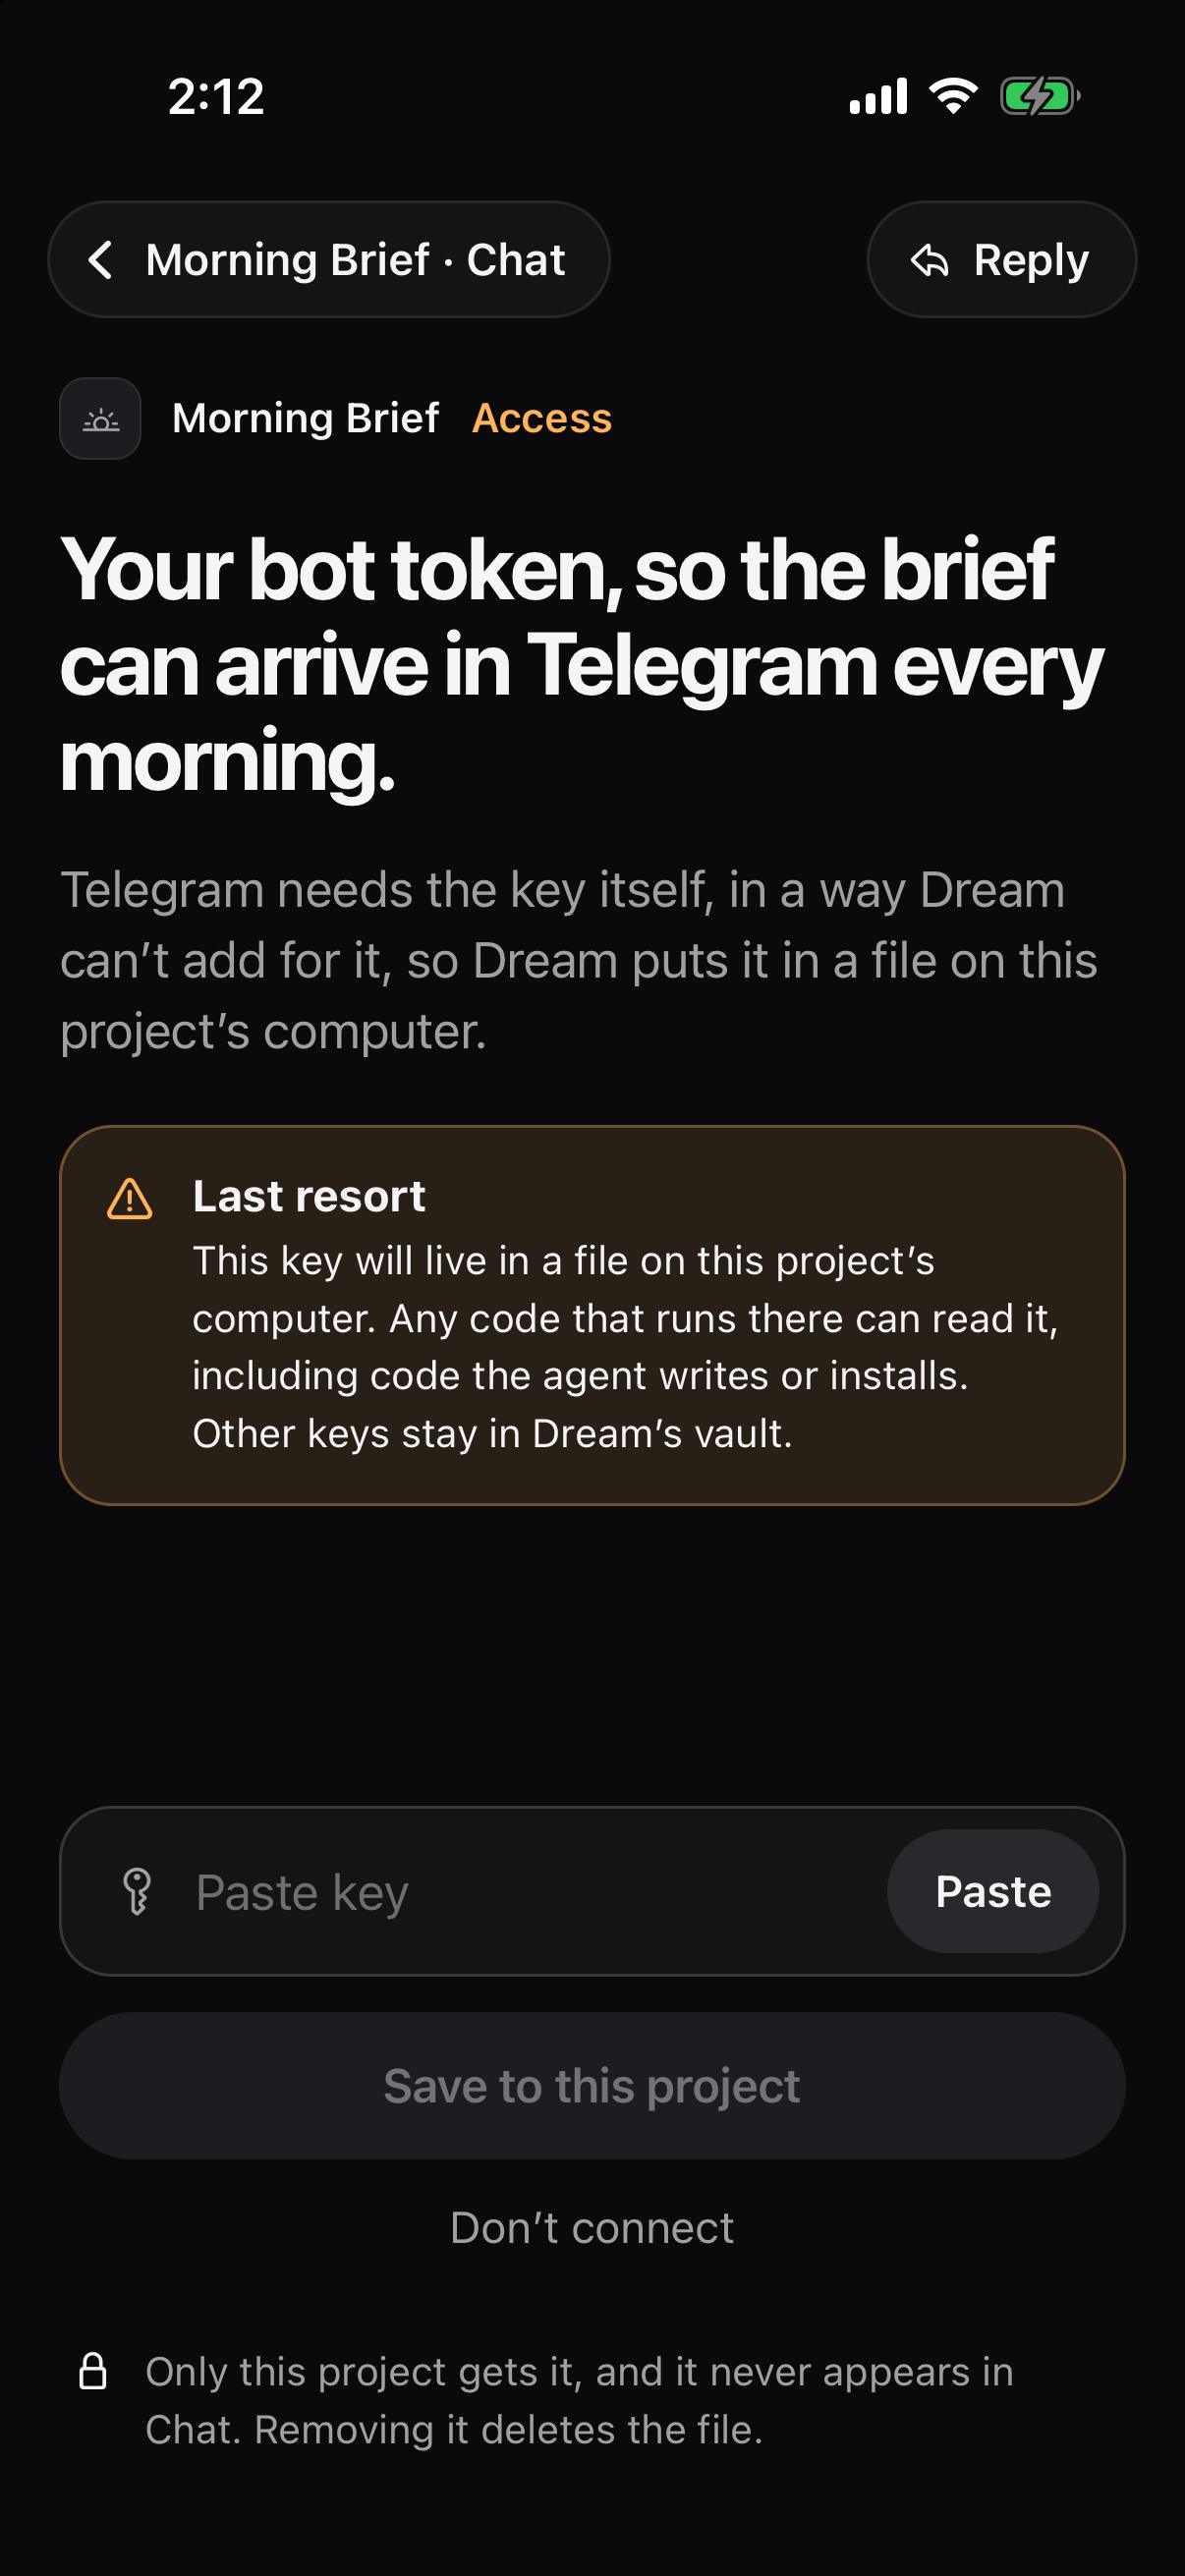 2:12
Morning Brief · Chat
Reply
Morning Brief Access
Your bot token, so the brief
can arrive in Telegram every
morning.
Telegram needs the key itself, in a way Dream
can’t add for it, so Dream puts it in a file on this
project’s computer.
Last resort
This key will live in a file on this project’s
computer. Any code that runs there can read it,
including code the agent writes or installs.
Other keys stay in Dream’s vault.
Paste key
Paste
Save to this project
Don’t connect
Only this project gets it, and it never appears in
Chat. Removing it deletes the file.